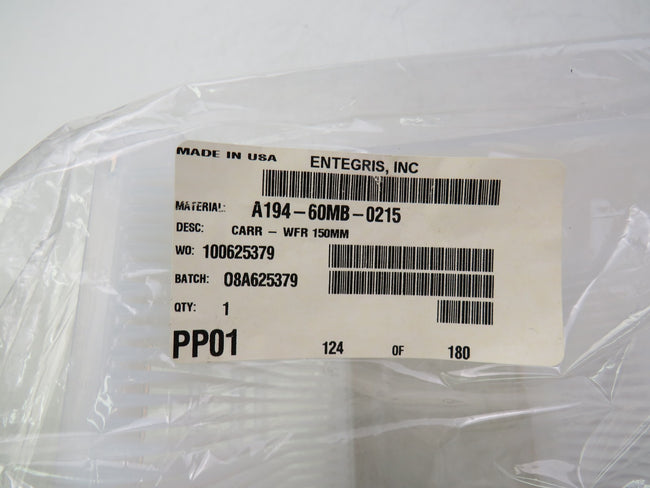 MADE IN USA ENTEGRIS, INC
MATERIAL: A194-60MB-0215
DESC: CARR - WFR 150MM
WO: 100625379
BATCH: 08A625379
QTY: 1
PP01 124 OF 180